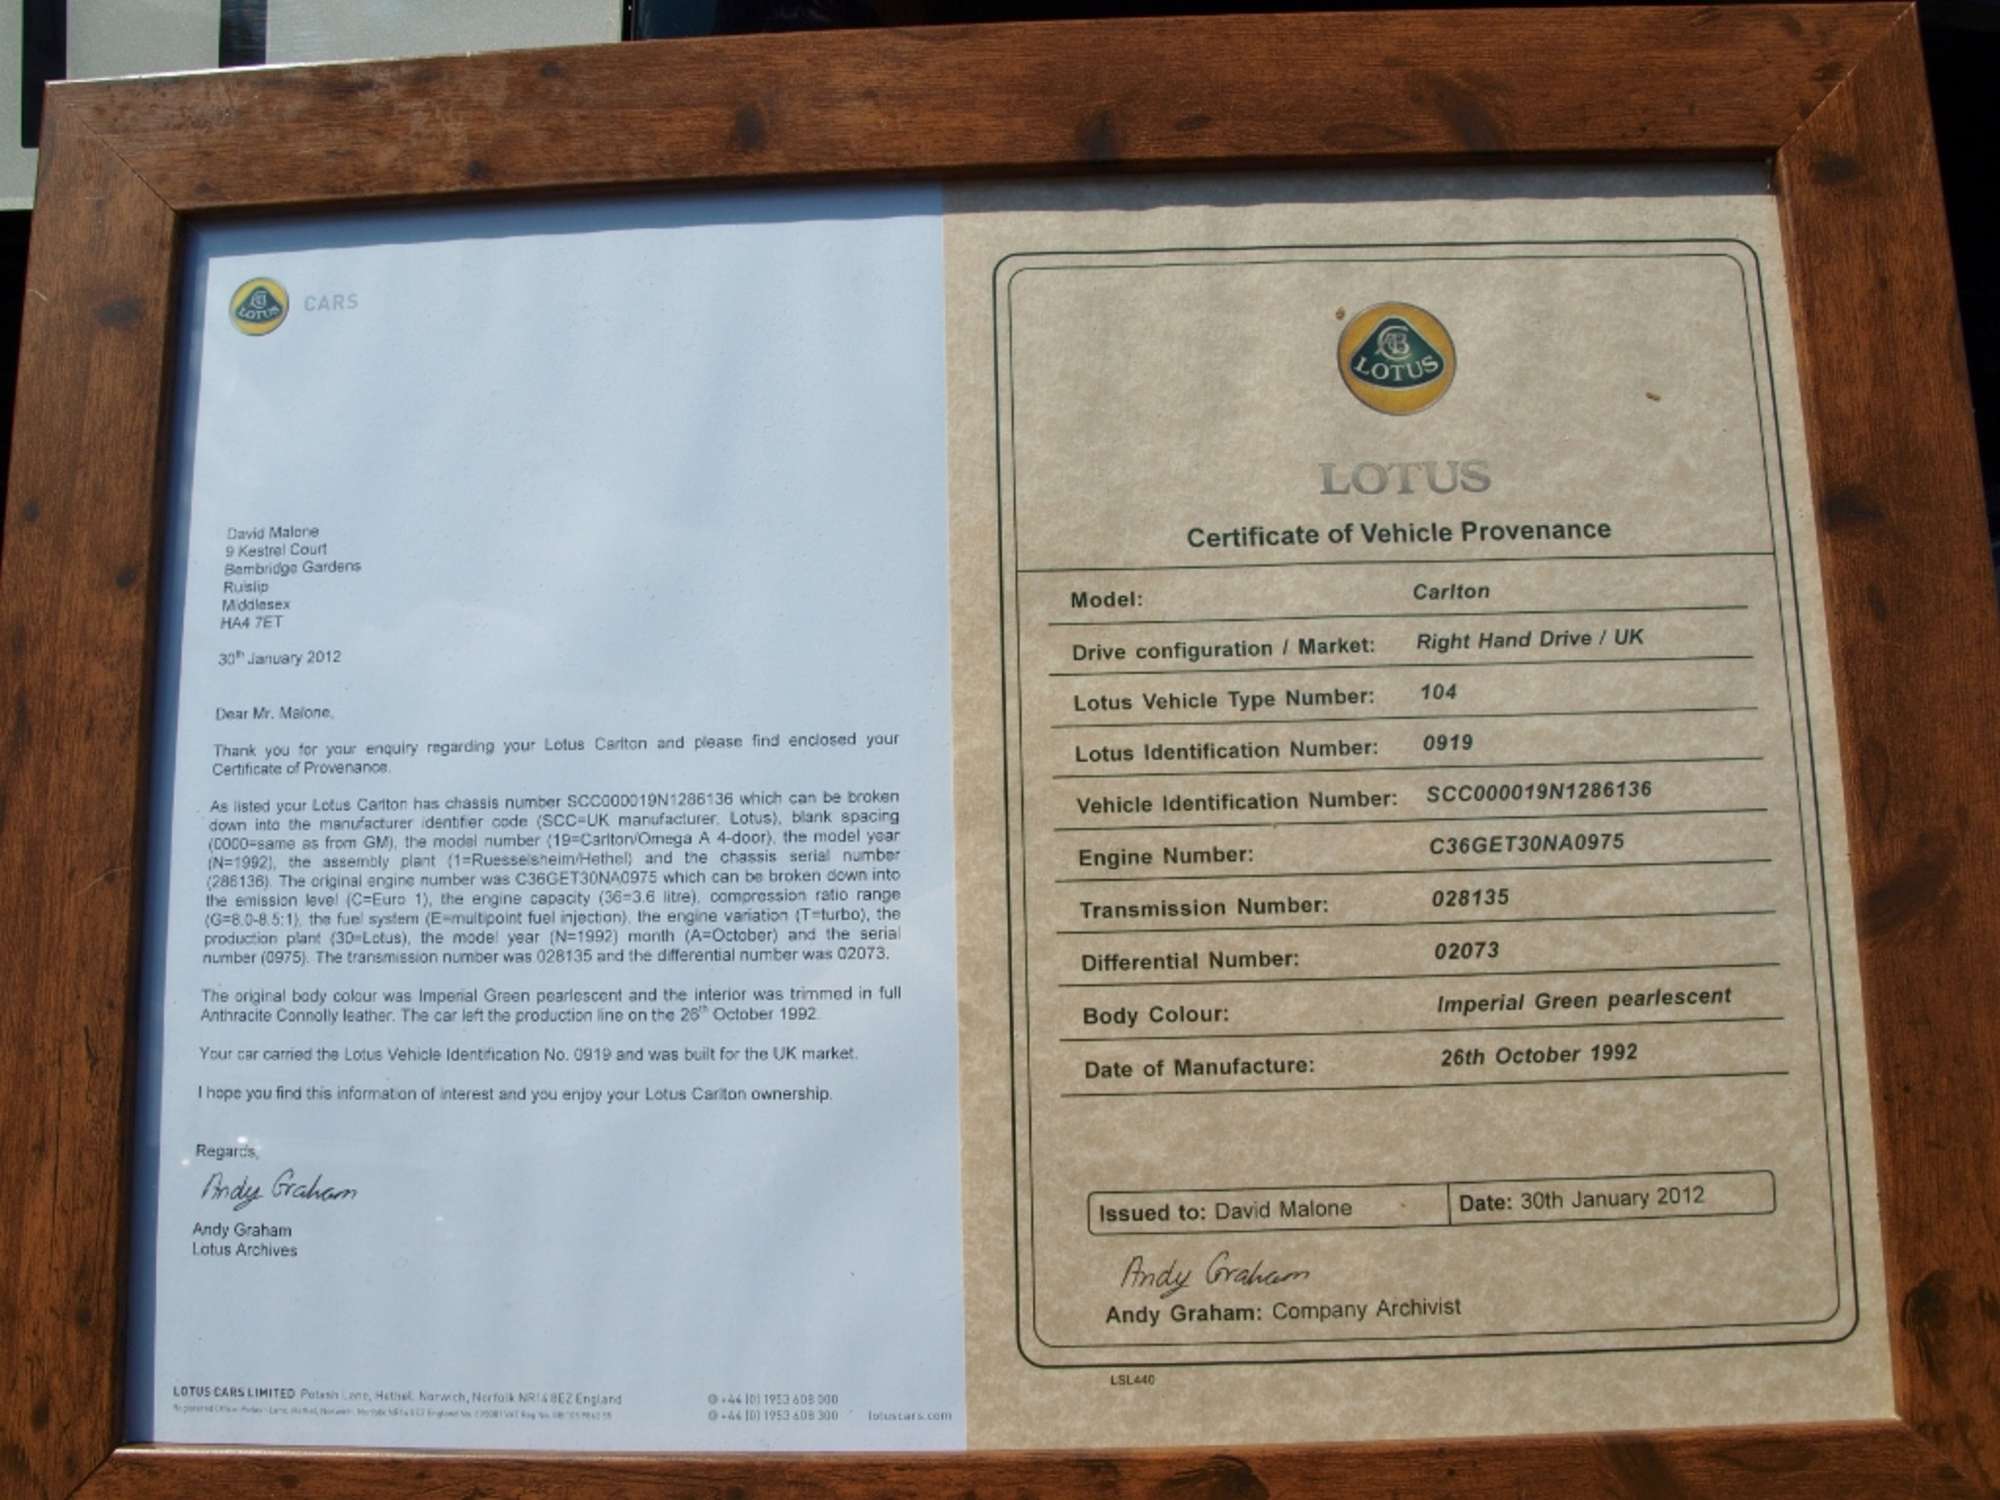 LOTUS
CARS
David Malone
9 Kestrel Court
Bembridge Gardens
Ruislip
Middlesex
HA4 7ET
30th January 2012
Dear Mr. Malone,
Thank you for your enquiry regarding your Lotus Carlton and please find enclosed your
Certificate of Provenance.
As listed your Lotus Carlton has chassis number SCC000019N1286136 which can be broken
down into the manufacturer identifier code (SCC=UK manufacturer, Lotus), blank spacing
(0000=same as from GM), the model number (19=Carlton/Omega A 4-door), the model year
(N=1992), the assembly plant (1=Ruesselsheim/Hethel) and the chassis serial number
(286136). The original engine number was C36GET30NA0975 which can be broken down into
the emission level (C=Euro 1), the engine capacity (36=3.6 litre), compression ratio range
(G=8.0-8.5:1), the fuel system (E=multipoint fuel injection), the engine variation (T=turbo), the
production plant (30=Lotus), the model year (N=1992) month (A=October) and the serial
number (0975). The transmission number was 028135 and the differential number was 02073.
The original body colour was Imperial Green pearlescent and the interior was trimmed in full
Anthracite Connolly leather. The car left the production line on the 26th October 1992.
Your car carried the Lotus Vehicle Identification No. 0919 and was built for the UK market.
I hope you find this information of interest and you enjoy your Lotus Carlton ownership.
Regards,
Andy Graham
Andy Graham
Lotus Archives
LOTUS CARS LIMITED Potash Lane, Hethel, Norwich, Norfolk NR14 8EZ England
+44 (0) 1953 608 000
+44 (0) 1953 608 300 lotuscars.com
LOTUS
LOTUS
Certificate of Vehicle Provenance
Model: Carlton
Drive configuration / Market: Right Hand Drive / UK
Lotus Vehicle Type Number: 104
Lotus Identification Number: 0919
Vehicle Identification Number: SCC000019N1286136
Engine Number: C36GET30NA0975
Transmission Number: 028135
Differential Number: 02073
Body Colour: Imperial Green pearlescent
Date of Manufacture: 26th October 1992
Issued to: David Malone Date: 30th January 2012
Andy Graham
Andy Graham: Company Archivist
LSL440